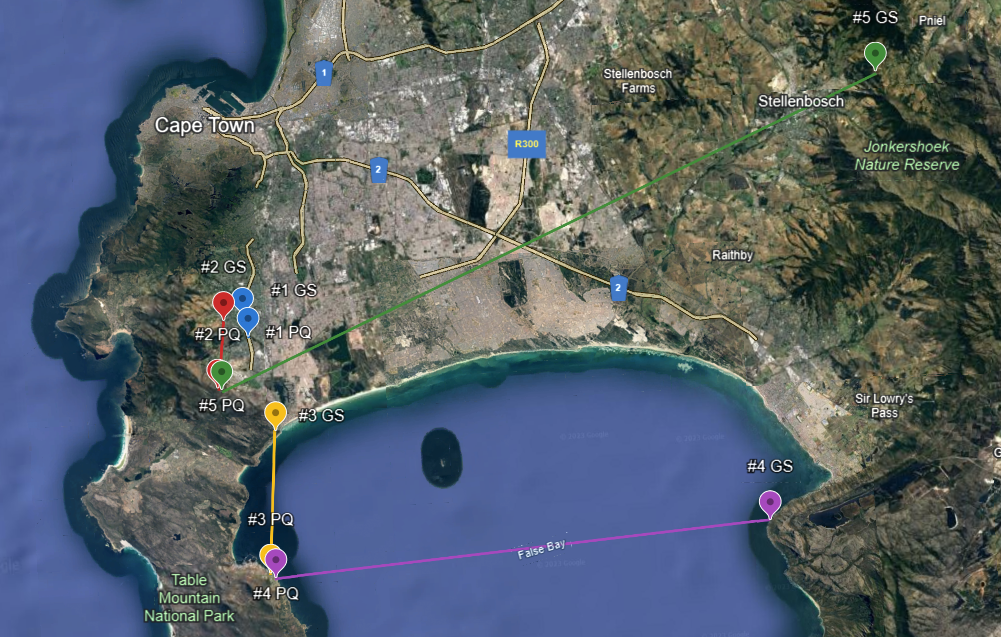 #5 GS
Pniel
1
Stellenbosch
Farms
Stellenbosch
Cape Town
R300
Jonkershoek
Nature Reserve
2
Raithby
#2 GS
#1 GS
2
#2 PQ
#1 PQ
#5 PQ
#3 GS
Sir Lowry's
Pass
#4 GS
#3 PQ
False Bay
#4 PQ
Table
Mountain
National Park